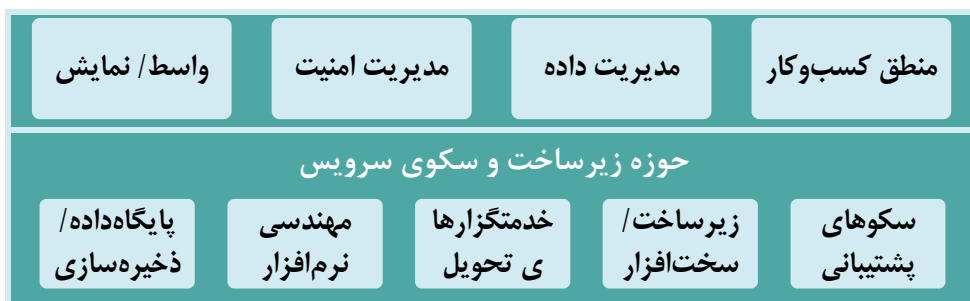 منطق کسب‌وکار
مدیریت داده
مدیریت امنیت
واسط/ نمایش
حوزه زیرساخت و سکوی سرویس
سکوهای
پشتیبانی
زیرساخت/
سخت‌افزار
خدمتگزارها
ی تحویل
مهندسی
نرم‌افزار
پایگاه‌داده/
ذخیره‌سازی